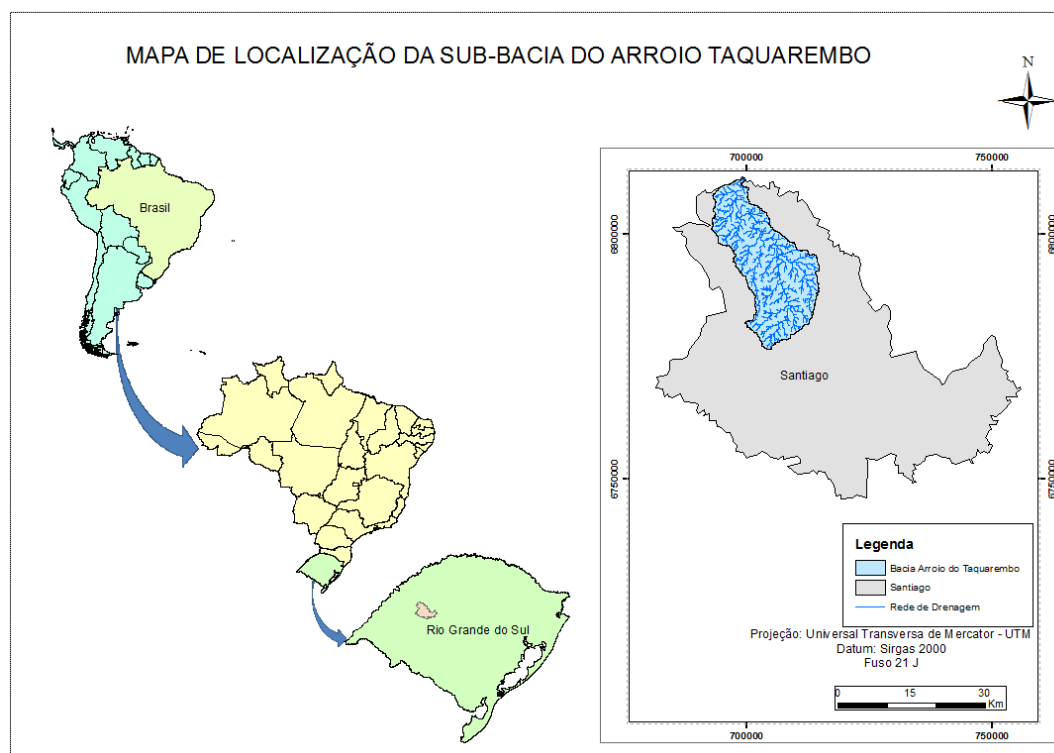 MAPA DE LOCALIZAÇÃO DA SUB-BACIA DO ARROIO TAQUAREMBO
N
Brasil
Rio Grande do Sul
700000
750000
6800000
6800000
Santiago
6750000
6750000
Legenda
Bacia Arroio do Taquarembo
Santiago
Rede de Drenagem
Projeção: Universal Transversa de Mercator - UTM
Datum: Sirgas 2000
Fuso 21 J
0 15 30
Km
700000
750000